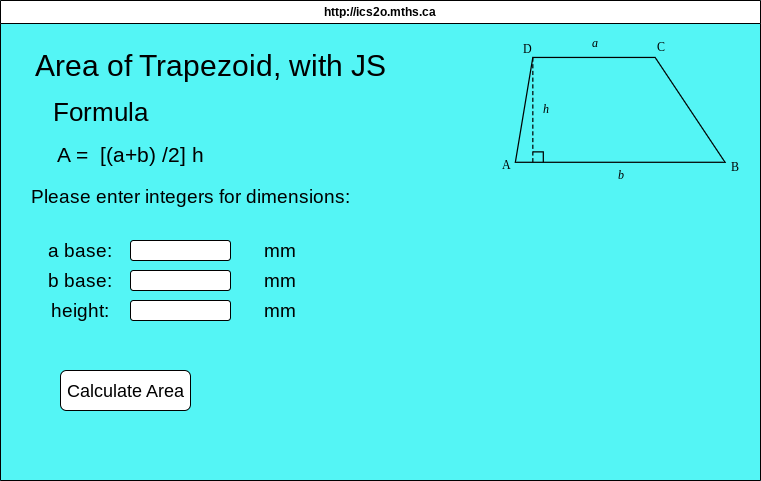 http://ics2o.mths.ca
Area of Trapezoid, with JS
Formula
A =  [(a+b) /2] h
Please enter integers for dimensions:
a base: mm
b base: mm
height: mm
Calculate Area
D a C
h
A B
b